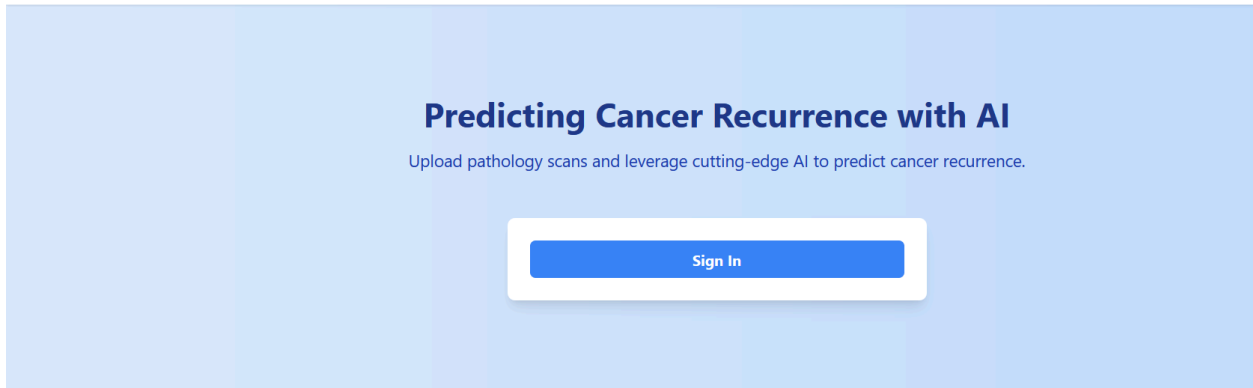 Predicting Cancer Recurrence with AI
Upload pathology scans and leverage cutting-edge AI to predict cancer recurrence.
Sign In